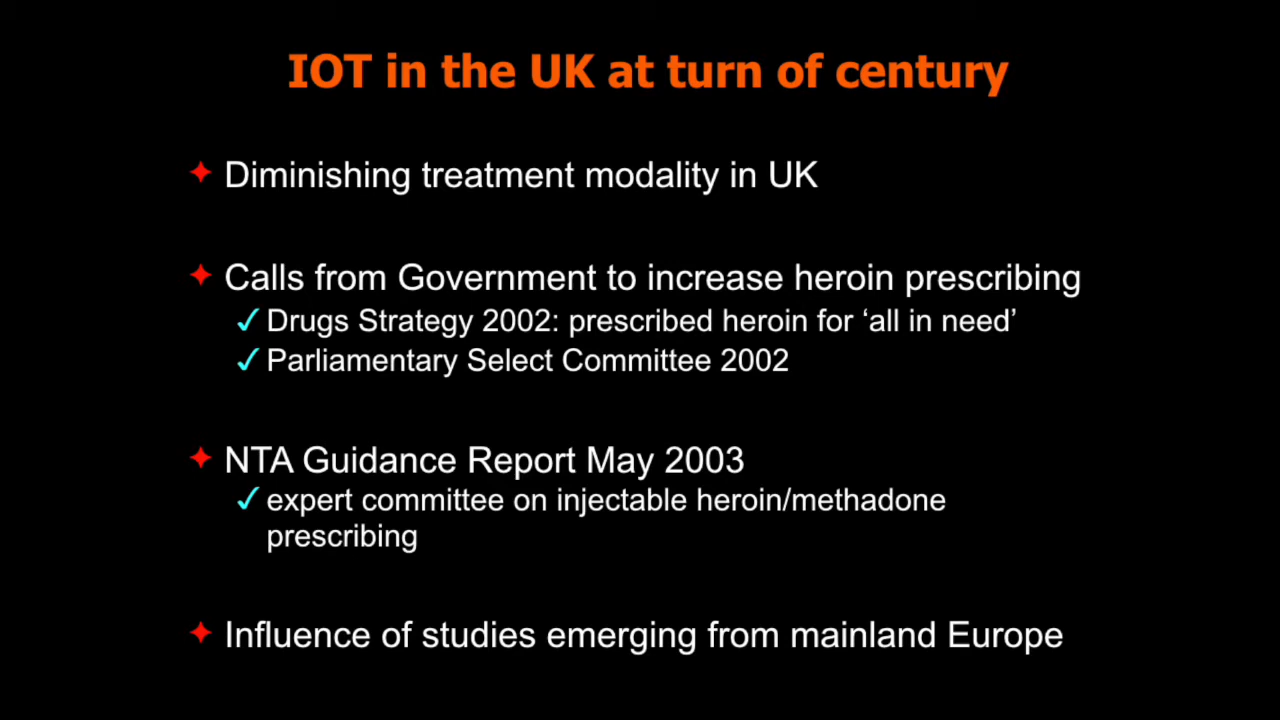 IOT in the UK at turn of century
Diminishing treatment modality in UK
Calls from Government to increase heroin prescribing
Drugs Strategy 2002: prescribed heroin for ‘all in need’
Parliamentary Select Committee 2002
NTA Guidance Report May 2003
expert committee on injectable heroin/methadone
prescribing
Influence of studies emerging from mainland Europe